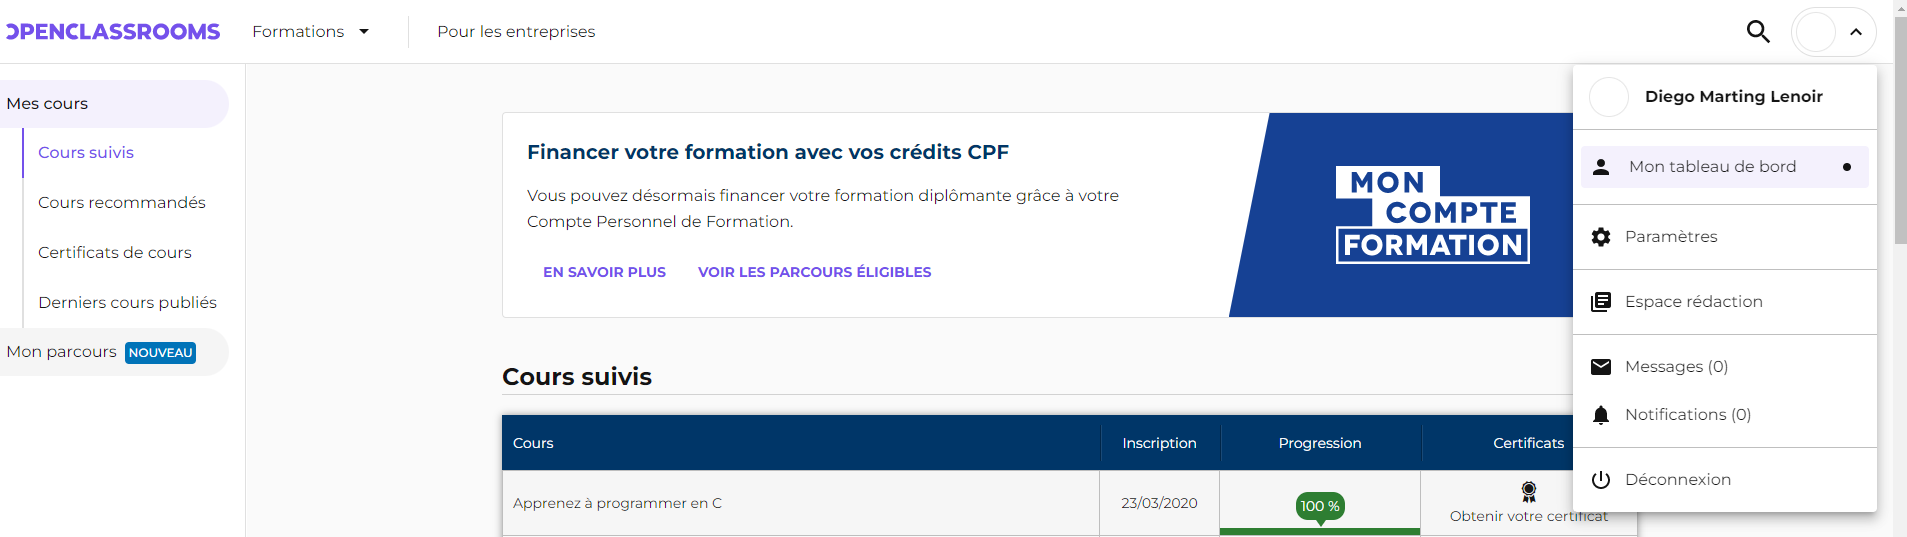 OPENCLASSROOMS
Formations
Pour les entreprises
Mes cours
Cours suivis
Cours recommandés
Certificats de cours
Derniers cours publiés
Mon parcours NOUVEAU
Financer votre formation avec vos crédits CPF
Vous pouvez désormais financer votre formation diplômante grâce à votre
Compte Personnel de Formation.
EN SAVOIR PLUS VOIR LES PARCOURS ÉLIGIBLES
MON
COMPTE
FORMATION
Cours suivis
Cours Inscription Progression Certificats
Apprenez à programmer en C 23/03/2020 100 % Obtenir votre certificat
Diego Marting Lenoir
Mon tableau de bord
Paramètres
Espace rédaction
Messages (0)
Notifications (0)
Déconnexion